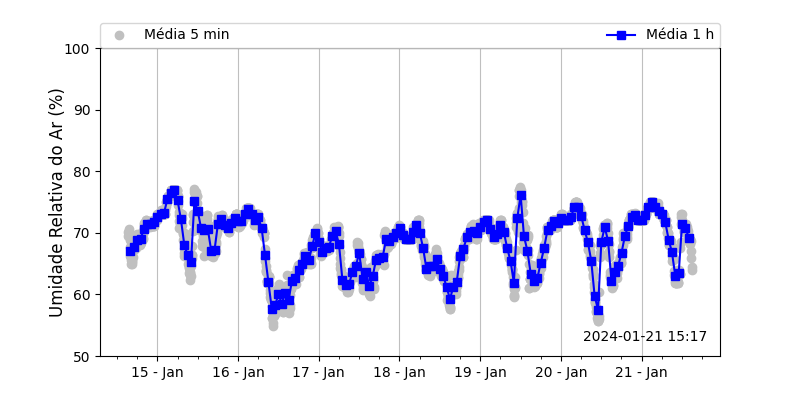 Média 5 min Média 1 h
Umidade Relativa do Ar (%)
100
90
80
70
60
50
2024-01-21 15:17
15 - Jan 16 - Jan 17 - Jan 18 - Jan 19 - Jan 20 - Jan 21 - Jan